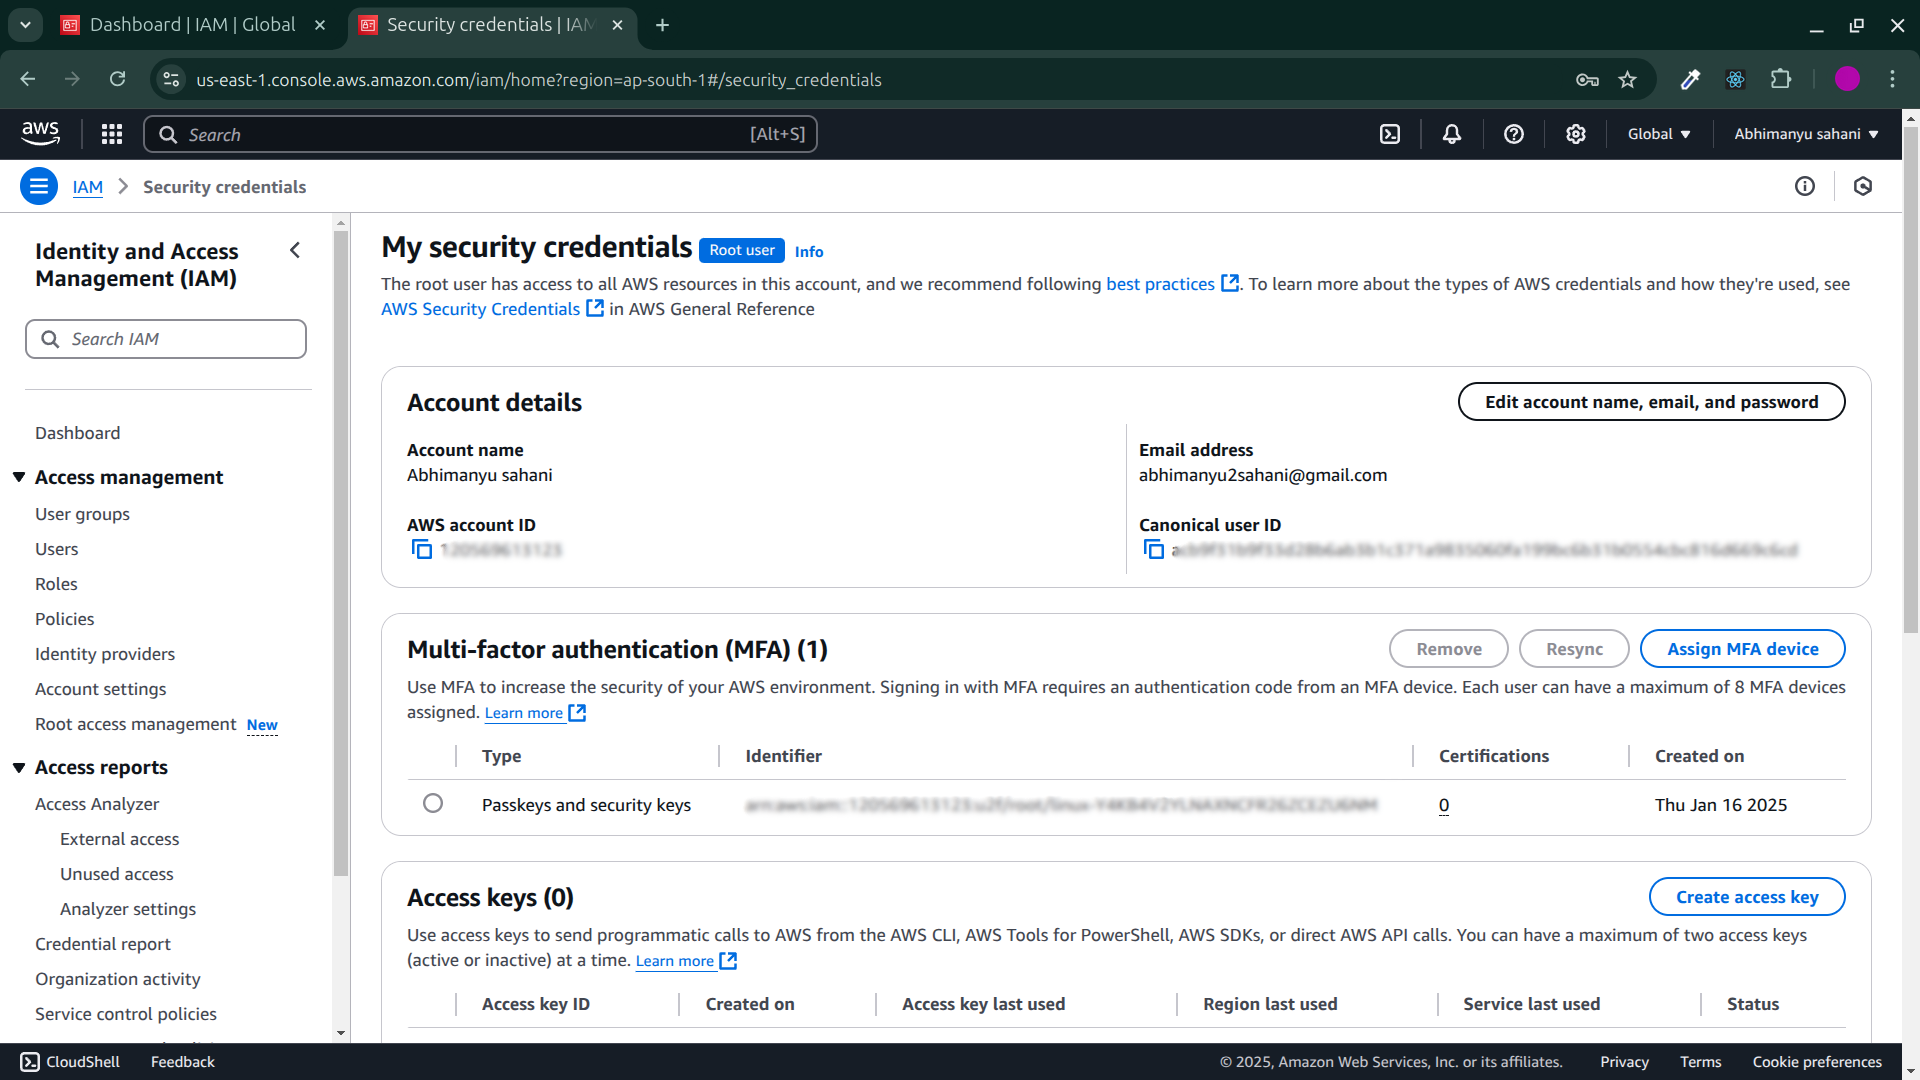 Dashboard | IAM | Global
Security credentials | IAM
us-east-1.console.aws.amazon.com/iam/home?region=ap-south-1#/security_credentials
aws
Search
[Alt+S]
Global
Abhimanyu sahani
IAM
Security credentials
Identity and Access
Management (IAM)
Search IAM
Dashboard
Access management
User groups
Users
Roles
Policies
Identity providers
Account settings
Root access management New
Access reports
Access Analyzer
External access
Unused access
Analyzer settings
Credential report
Organization activity
Service control policies
My security credentials Root user Info
The root user has access to all AWS resources in this account, and we recommend following best practices . To learn more about the types of AWS credentials and how they're used, see
AWS Security Credentials in AWS General Reference
Account details
Edit account name, email, and password
Account name
Abhimanyu sahani
Email address
abhimanyu2sahani@gmail.com
AWS account ID
Canonical user ID
Multi-factor authentication (MFA) (1)
Remove
Resync
Assign MFA device
Use MFA to increase the security of your AWS environment. Signing in with MFA requires an authentication code from an MFA device. Each user can have a maximum of 8 MFA devices
assigned. Learn more
Type
Identifier
Certifications
Created on
Passkeys and security keys
0
Thu Jan 16 2025
Access keys (0)
Create access key
Use access keys to send programmatic calls to AWS from the AWS CLI, AWS Tools for PowerShell, AWS SDKs, or direct AWS API calls. You can have a maximum of two access keys
(active or inactive) at a time. Learn more
Access key ID
Created on
Access key last used
Region last used
Service last used
Status
CloudShell
Feedback
© 2025, Amazon Web Services, Inc. or its affiliates.
Privacy
Terms
Cookie preferences